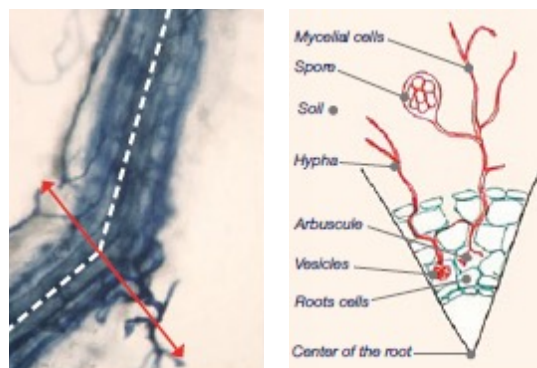 Mycelial cells
Spore
Soil
Hypha
Arbuscule
Vesicles
Roots cells
Center of the root